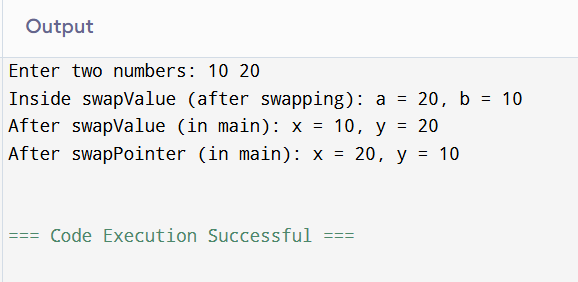 Output
Enter two numbers: 10 20
Inside swapValue (after swapping): a = 20, b = 10
After swapValue (in main): x = 10, y = 20
After swapPointer (in main): x = 20, y = 10
=== Code Execution Successful ===